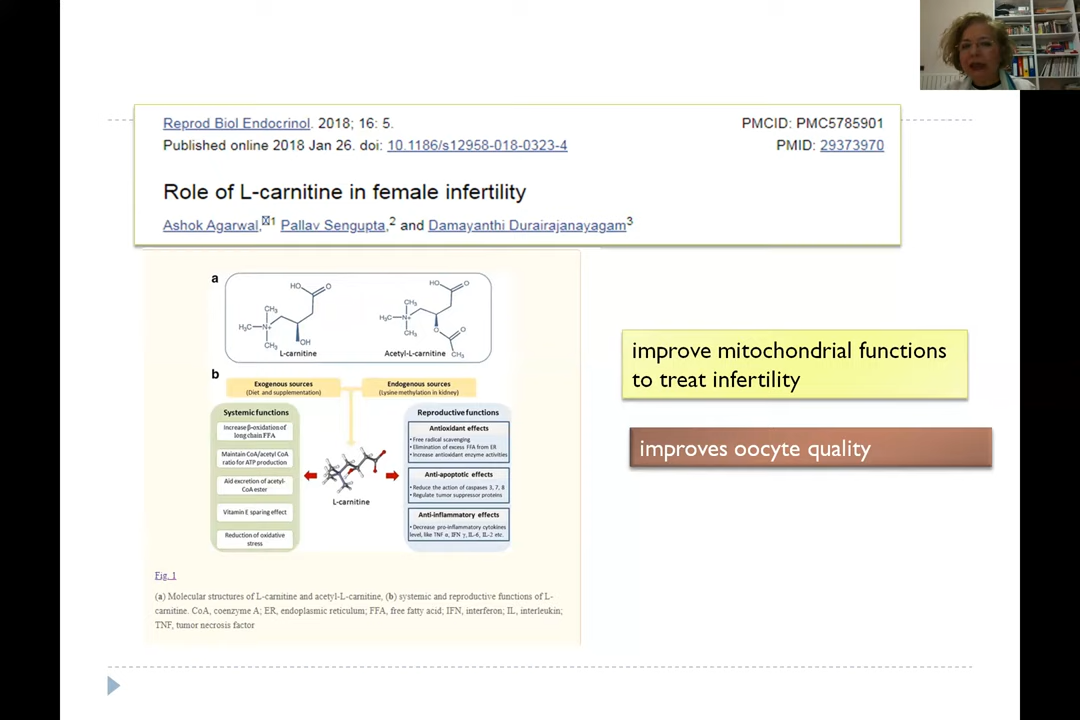 Reprod Biol Endocrinol. 2018; 16: 5.
PMCID: PMC5785901
Published online 2018 Jan 26. doi: 10.1186/s12958-018-0323-4
PMID: 29373970
Role of L-carnitine in female infertility
Ashok Agarwal,1 Pallav Sengupta,2 and Damayanthi Durairajanayagam3
a
HO
O
CH3
H3C
N+
CH3
OH
L-carnitine
HO
O
CH3
H3C
N+
CH3
O
O
CH3
Acetyl-L-carnitine
b
Exogenous sources
(Diet and supplementation)
Endogenous sources
(Lysine methylation in kidney)
Systemic functions
Increase β-oxidation of
long chain FFA
Maintain CoA/acetyl CoA
ratio for ATP production
Aid excretion of acetyl-
CoA ester
Vitamin E sparing effect
Reduction of oxidative
stress
L-carnitine
Reproductive functions
Antioxidant effects
• Free radical scavenging
• Elimination of excess FFA from ER
• Increase antioxidant enzyme activities
Anti-apoptotic effects
• Reduce the action of caspases 3, 7, 8
• Regulate tumor suppressor proteins
Anti-inflammatory effects
• Decrease pro-inflammatory cytokines
level, like TNF α, IFN γ, IL-6, IL-2 etc.
improve mitochondrial functions
to treat infertility
improves oocyte quality
Fig. 1
(a) Molecular structures of L-carnitine and acetyl-L-carnitine, (b) systemic and reproductive functions of L-
carnitine. CoA, coenzyme A; ER, endoplasmic reticulum; FFA, free fatty acid; IFN, interferon; IL, interleukin;
TNF, tumor necrosis factor